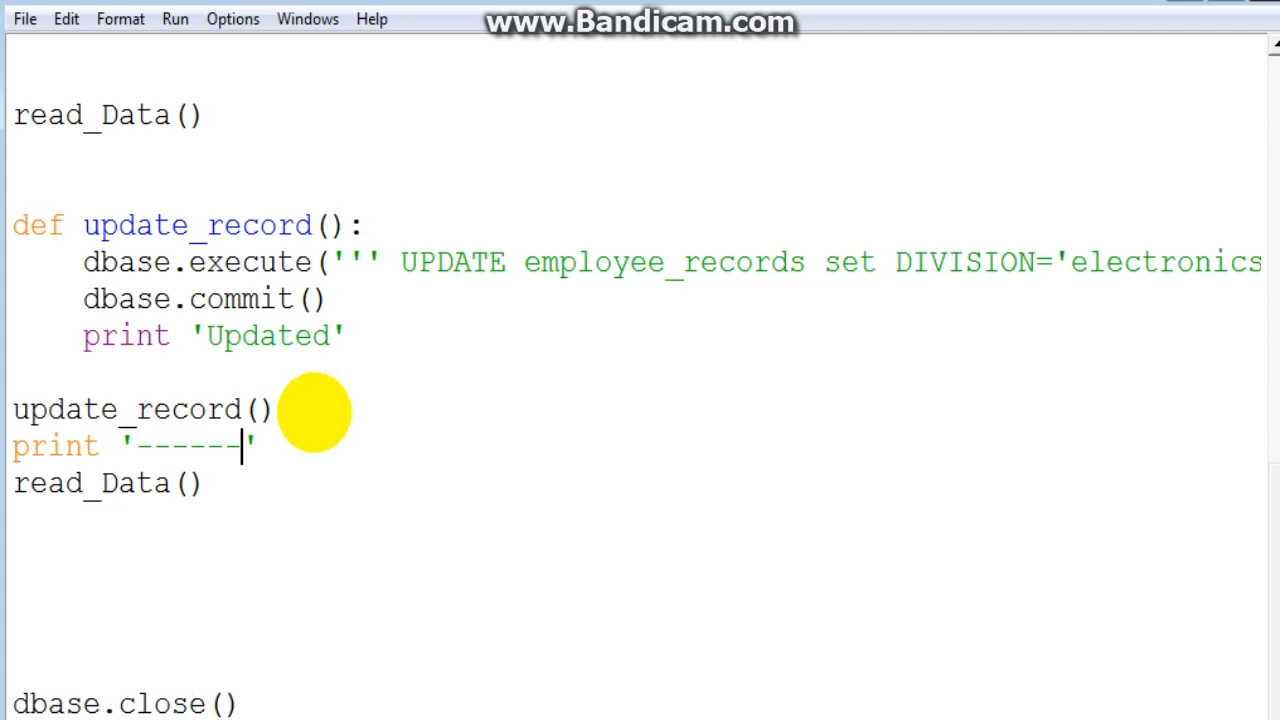 File Edit Format Run Options Windows Help
www.Bandicam.com
read_Data()
def update_record():
dbase.execute(''' UPDATE employee_records set DIVISION='electronics
dbase.commit()
print 'Updated'
update_record()
print '------'
read_Data()
dbase.close()